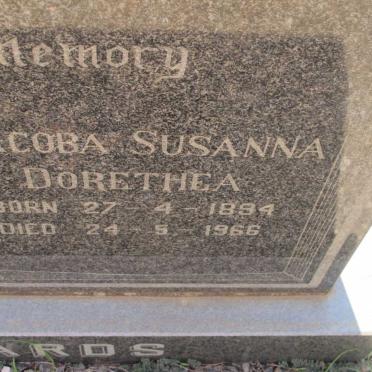 Memory
ACOBA SUSANNA
DORETHEA
BORN 27-4-1894
DIED 24-5-1966
ARDS